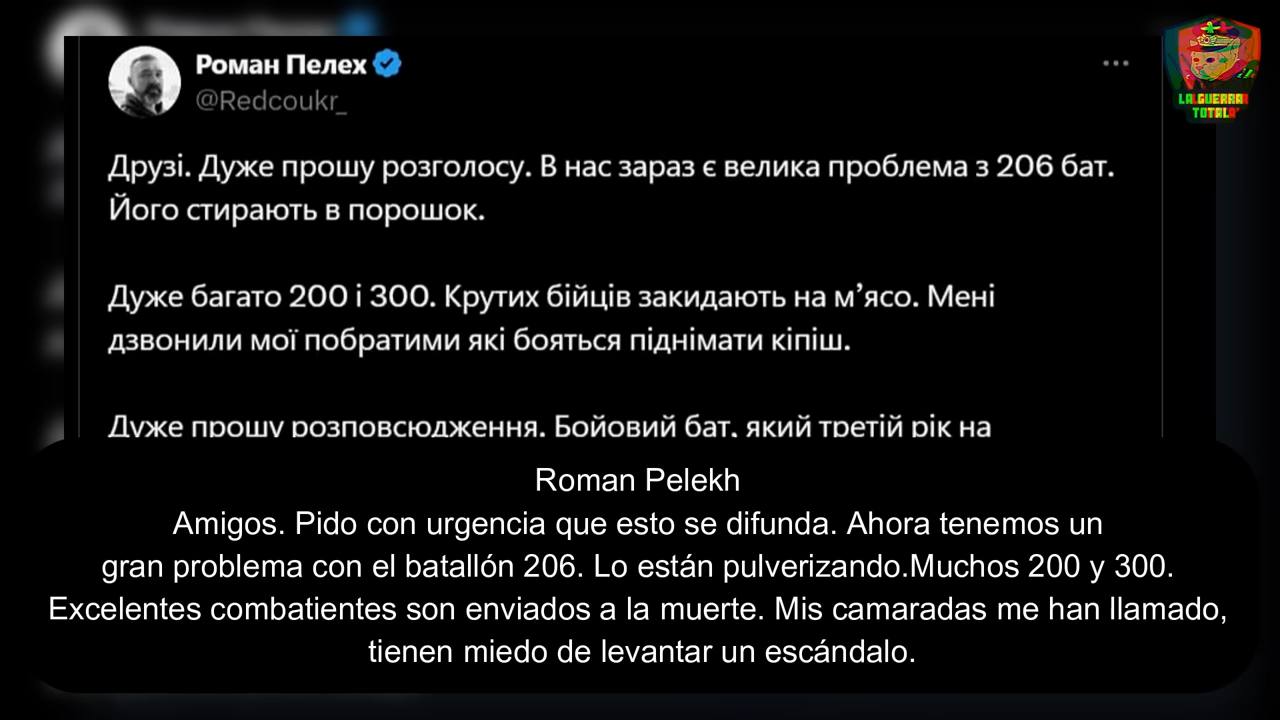 Роман Пелех
@Redcoukr_
LA GUERRA
TOTAL
Друзі. Дуже прошу розголосу. В нас зараз є велика проблема з 206 бат.
Його стирають в порошок.
Дуже багато 200 і 300. Крутих бійців закидають на м’ясо. Мені
дзвонили мої побратими які бояться піднімати кіпіш.
Дуже прошу розповсюдження. Бойовий бат, який третій рік на
Roman Pelekh
Amigos. Pido con urgencia que esto se difunda. Ahora tenemos un
gran problema con el batallón 206. Lo están pulverizando.Muchos 200 y 300.
Excelentes combatientes son enviados a la muerte. Mis camaradas me han llamado,
tienen miedo de levantar un escándalo.